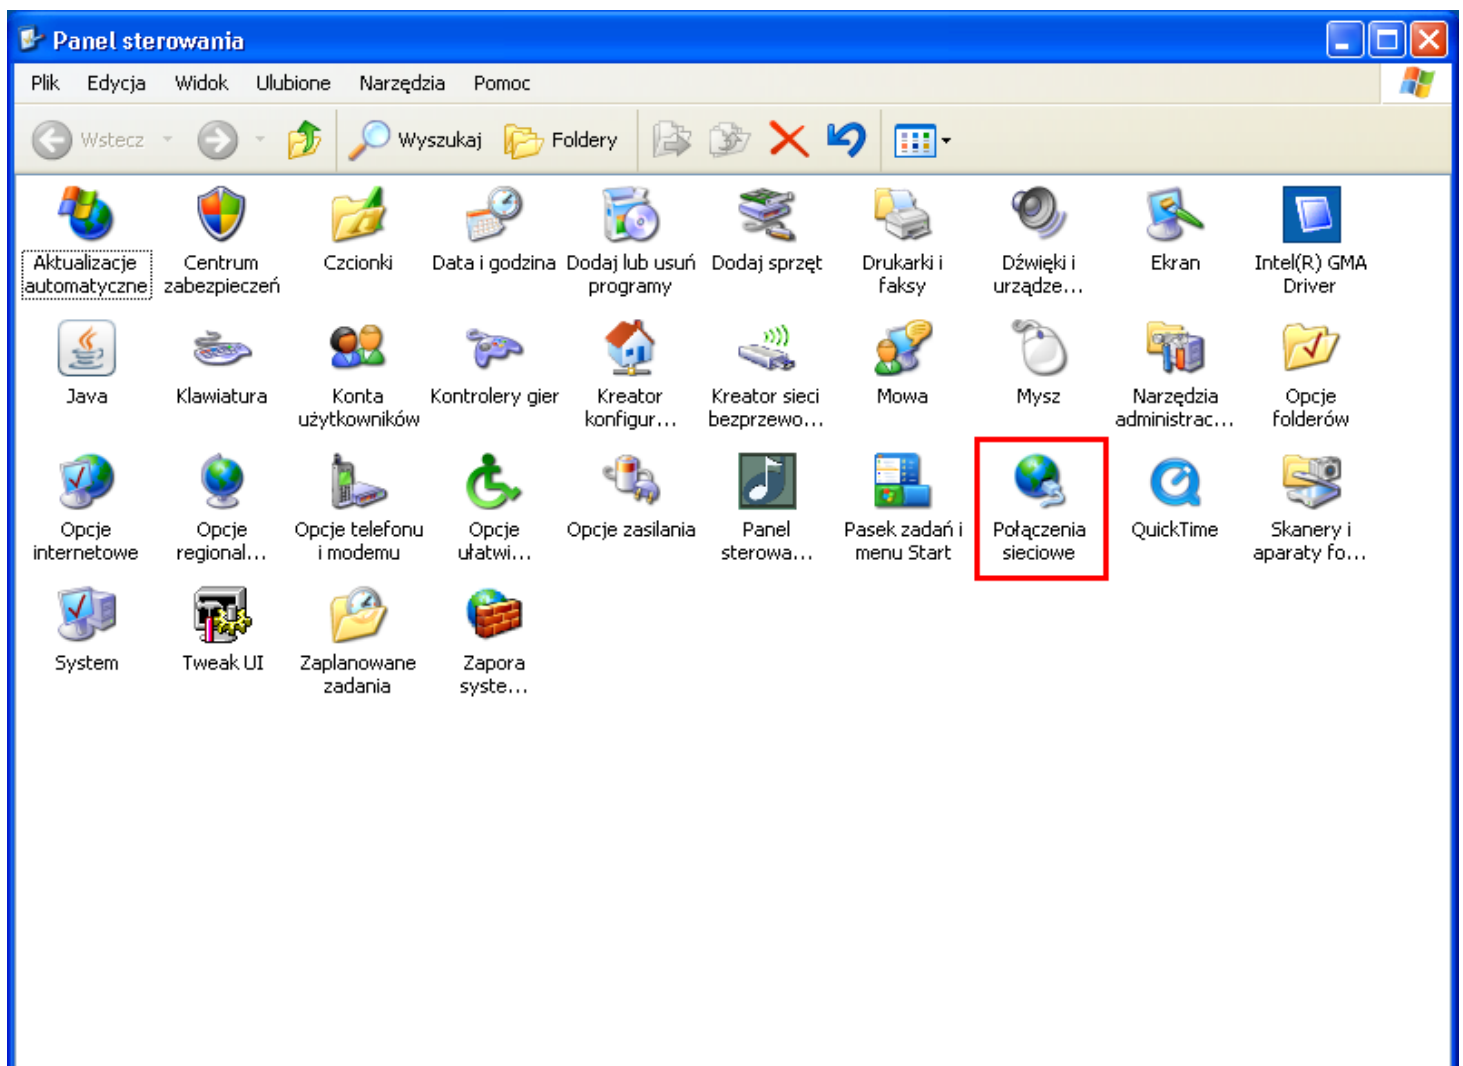 Panel sterowania
Plik Edycja Widok Ulubione Narzędzia Pomoc
Wstecz Wyszukaj Foldery
Aktualizacje automatyczne
Centrum zabezpieczeń
Czcionki
Data i godzina
Dodaj lub usuń programy
Dodaj sprzęt
Drukarki i faksy
Dźwięki i urządze...
Ekran
Intel(R) GMA Driver
Java
Klawiatura
Konta użytkowników
Kontrolery gier
Kreator konfigur...
Kreator sieci bezprzewo...
Mowa
Mysz
Narzędzia administrac...
Opcje folderów
Opcje internetowe
Opcje regional...
Opcje telefonu i modemu
Opcje ułatwi...
Opcje zasilania
Panel sterowa...
Pasek zadań i menu Start
Połączenia sieciowe
QuickTime
Skanery i aparaty fo...
System
Tweak UI
Zaplanowane zadania
Zapora syste...